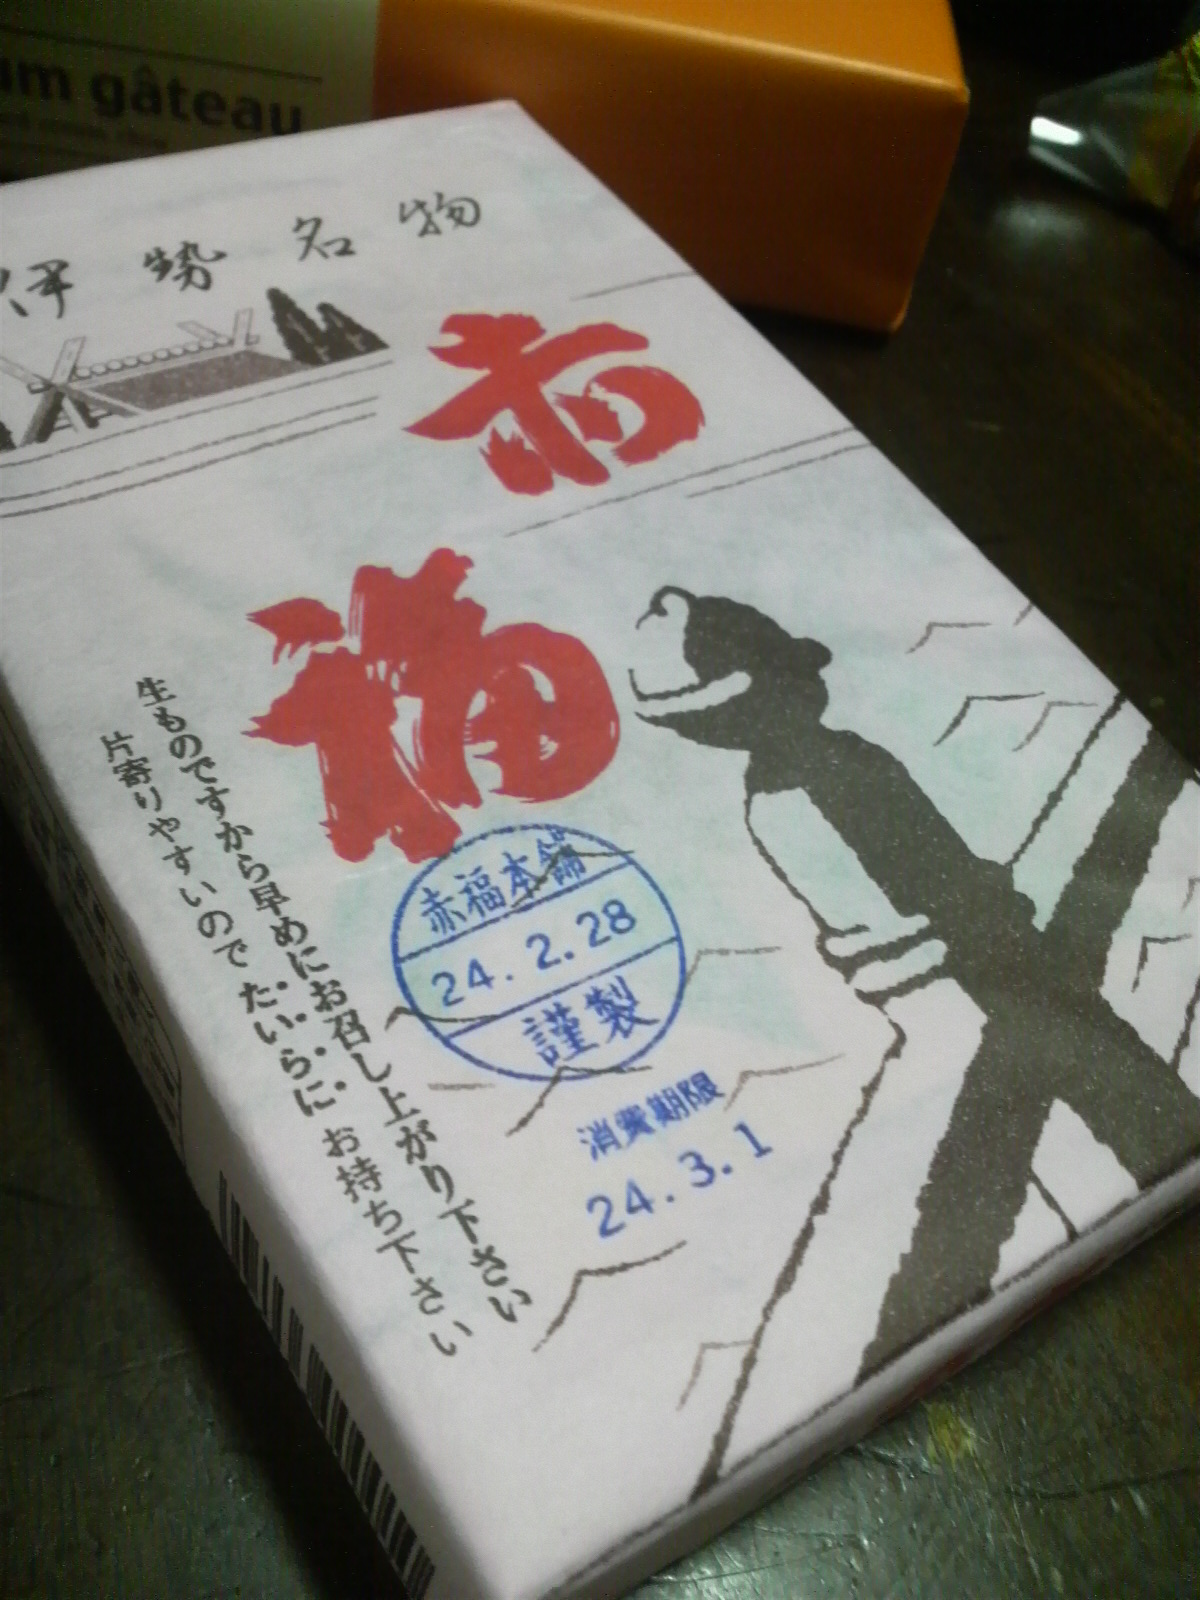 um gâteau
伊勢名物
赤
福
生ものですから早めにお召し上がり下さい
片寄りやすいので たいらに お持ち下さい
赤福本舗
24.2.28
謹製
消費期限
24.3.1